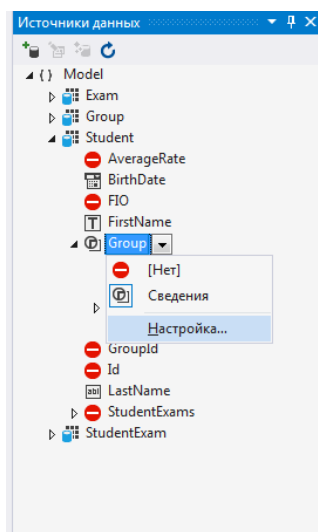 Источники данных
Model
Exam
Group
Student
AverageRate
BirthDate
FIO
FirstName
Group
[Нет]
Сведения
Настройка...
GroupId
Id
LastName
StudentExams
StudentExam